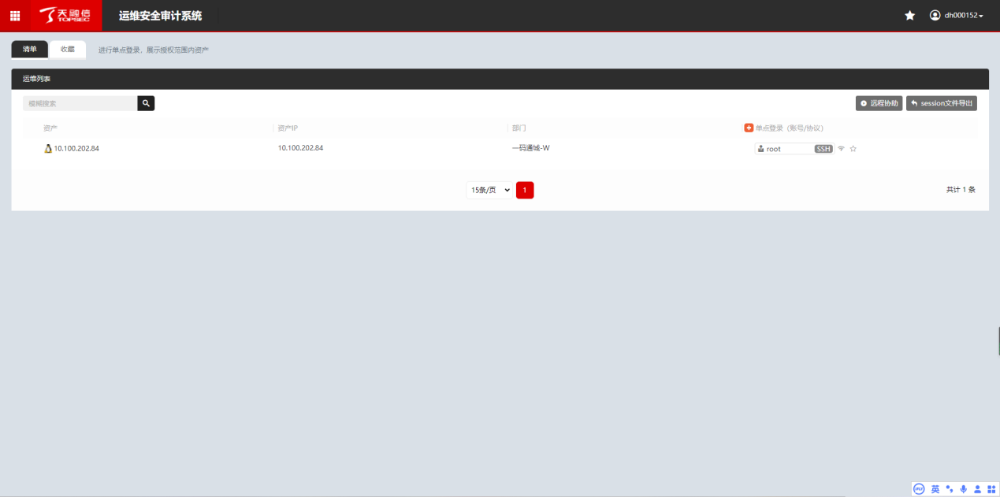 天融信 TOPSEC 运维安全审计系统 dh000152
清单 收藏 进行单点登录，展示授权范围内资产
运维列表
模糊搜索 远程协助 session文件导出
资产 资产IP 部门 单点登录（账号/协议）
10.100.202.84 10.100.202.84 一码通城-W root SSH
15条/页 1 共计 1 条
iFLY 英